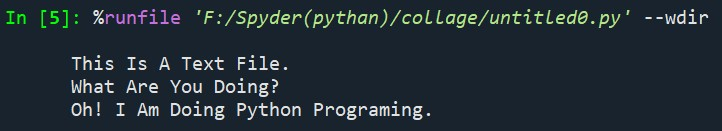 In [5]: %runfile 'F:/Spyder(pythan)/collage/untitled0.py' --wdir
This Is A Text File.
What Are You Doing?
Oh! I Am Doing Python Programing.